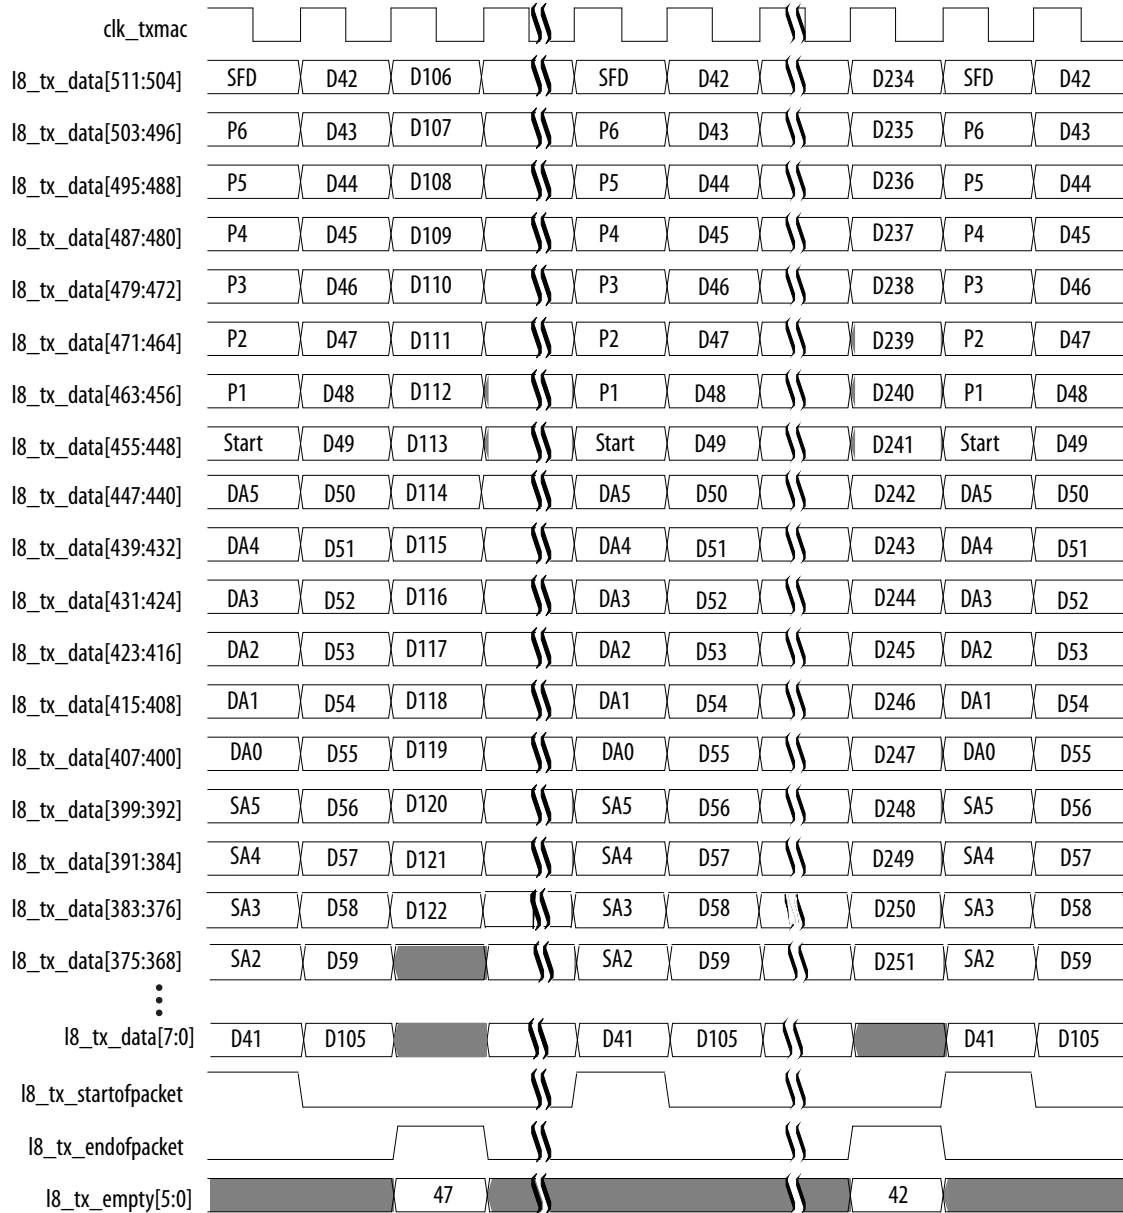 clk_txmac
l8_tx_data[511:504] SFD D42 D106 SFD D42 D234 SFD D42
l8_tx_data[503:496] P6 D43 D107 P6 D43 D235 P6 D43
l8_tx_data[495:488] P5 D44 D108 P5 D44 D236 P5 D44
l8_tx_data[487:480] P4 D45 D109 P4 D45 D237 P4 D45
l8_tx_data[479:472] P3 D46 D110 P3 D46 D238 P3 D46
l8_tx_data[471:464] P2 D47 D111 P2 D47 D239 P2 D47
l8_tx_data[463:456] P1 D48 D112 P1 D48 D240 P1 D48
l8_tx_data[455:448] Start D49 D113 Start D49 D241 Start D49
l8_tx_data[447:440] DA5 D50 D114 DA5 D50 D242 DA5 D50
l8_tx_data[439:432] DA4 D51 D115 DA4 D51 D243 DA4 D51
l8_tx_data[431:424] DA3 D52 D116 DA3 D52 D244 DA3 D52
l8_tx_data[423:416] DA2 D53 D117 DA2 D53 D245 DA2 D53
l8_tx_data[415:408] DA1 D54 D118 DA1 D54 D246 DA1 D54
l8_tx_data[407:400] DA0 D55 D119 DA0 D55 D247 DA0 D55
l8_tx_data[399:392] SA5 D56 D120 SA5 D56 D248 SA5 D56
l8_tx_data[391:384] SA4 D57 D121 SA4 D57 D249 SA4 D57
l8_tx_data[383:376] SA3 D58 D122 SA3 D58 D250 SA3 D58
l8_tx_data[375:368] SA2 D59 SA2 D59 D251 SA2 D59
l8_tx_data[7:0] D41 D105 D41 D105 D41 D105
l8_tx_startofpacket
l8_tx_endofpacket
l8_tx_empty[5:0] 47 42